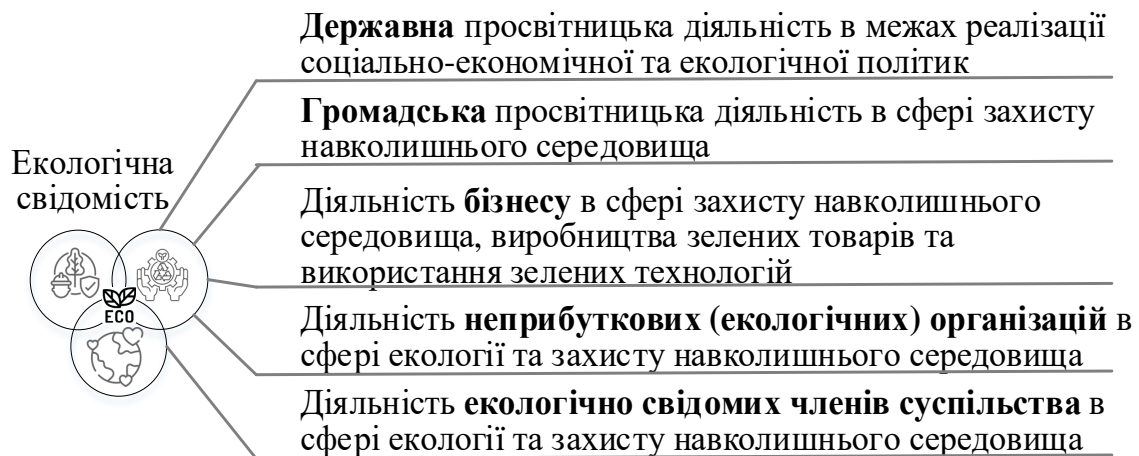 Державна просвітницька діяльність в межах реалізації
соціально-економічної та екологічної політик
Громадська просвітницька діяльність в сфері захисту
навколишнього середовища
Екологічна
свідомість
Діяльність бізнесу в сфері захисту навколишнього
середовища, виробництва зелених товарів та
використання зелених технологій
ECO
Діяльність неприбуткових (екологічних) організацій в
сфері екології та захисту навколишнього середовища
Діяльність екологічно свідомих членів суспільства в
сфері екології та захисту навколишнього середовища